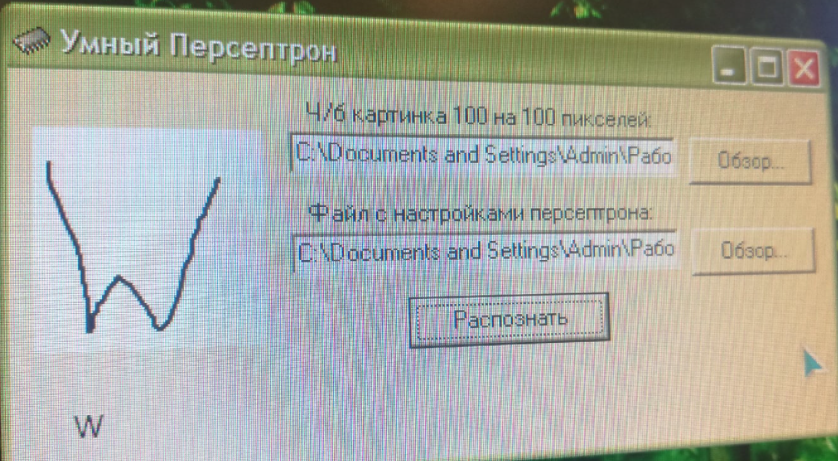 Умный Персептрон
Ч/б картинка 100 на 100 пикселей:
C:\Documents and Settings\Admin\Рабо
Обзор...
Файл с настройками персептрона:
C:\Documents and Settings\Admin\Рабо
Обзор...
Распознать
W
W